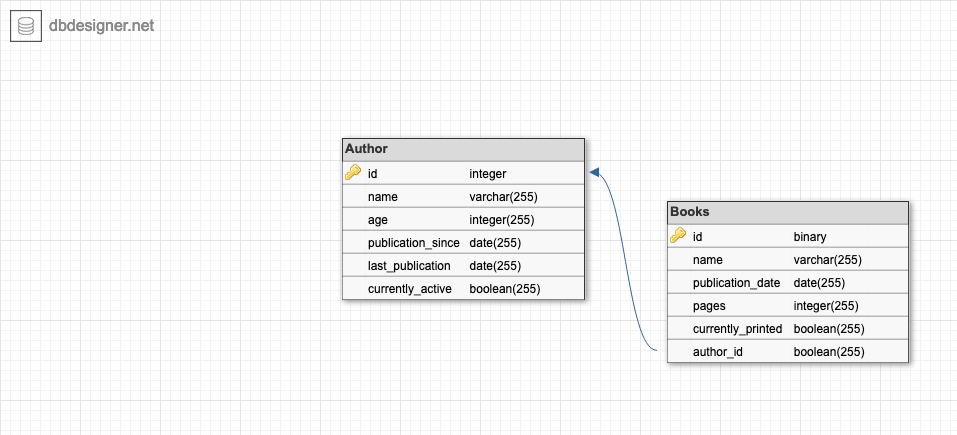 dbdesigner.net
Author
id integer
name varchar(255)
age integer(255)
publication_since date(255)
last_publication date(255)
currently_active boolean(255)
Books
id binary
name varchar(255)
publication_date date(255)
pages integer(255)
currently_printed boolean(255)
author_id boolean(255)